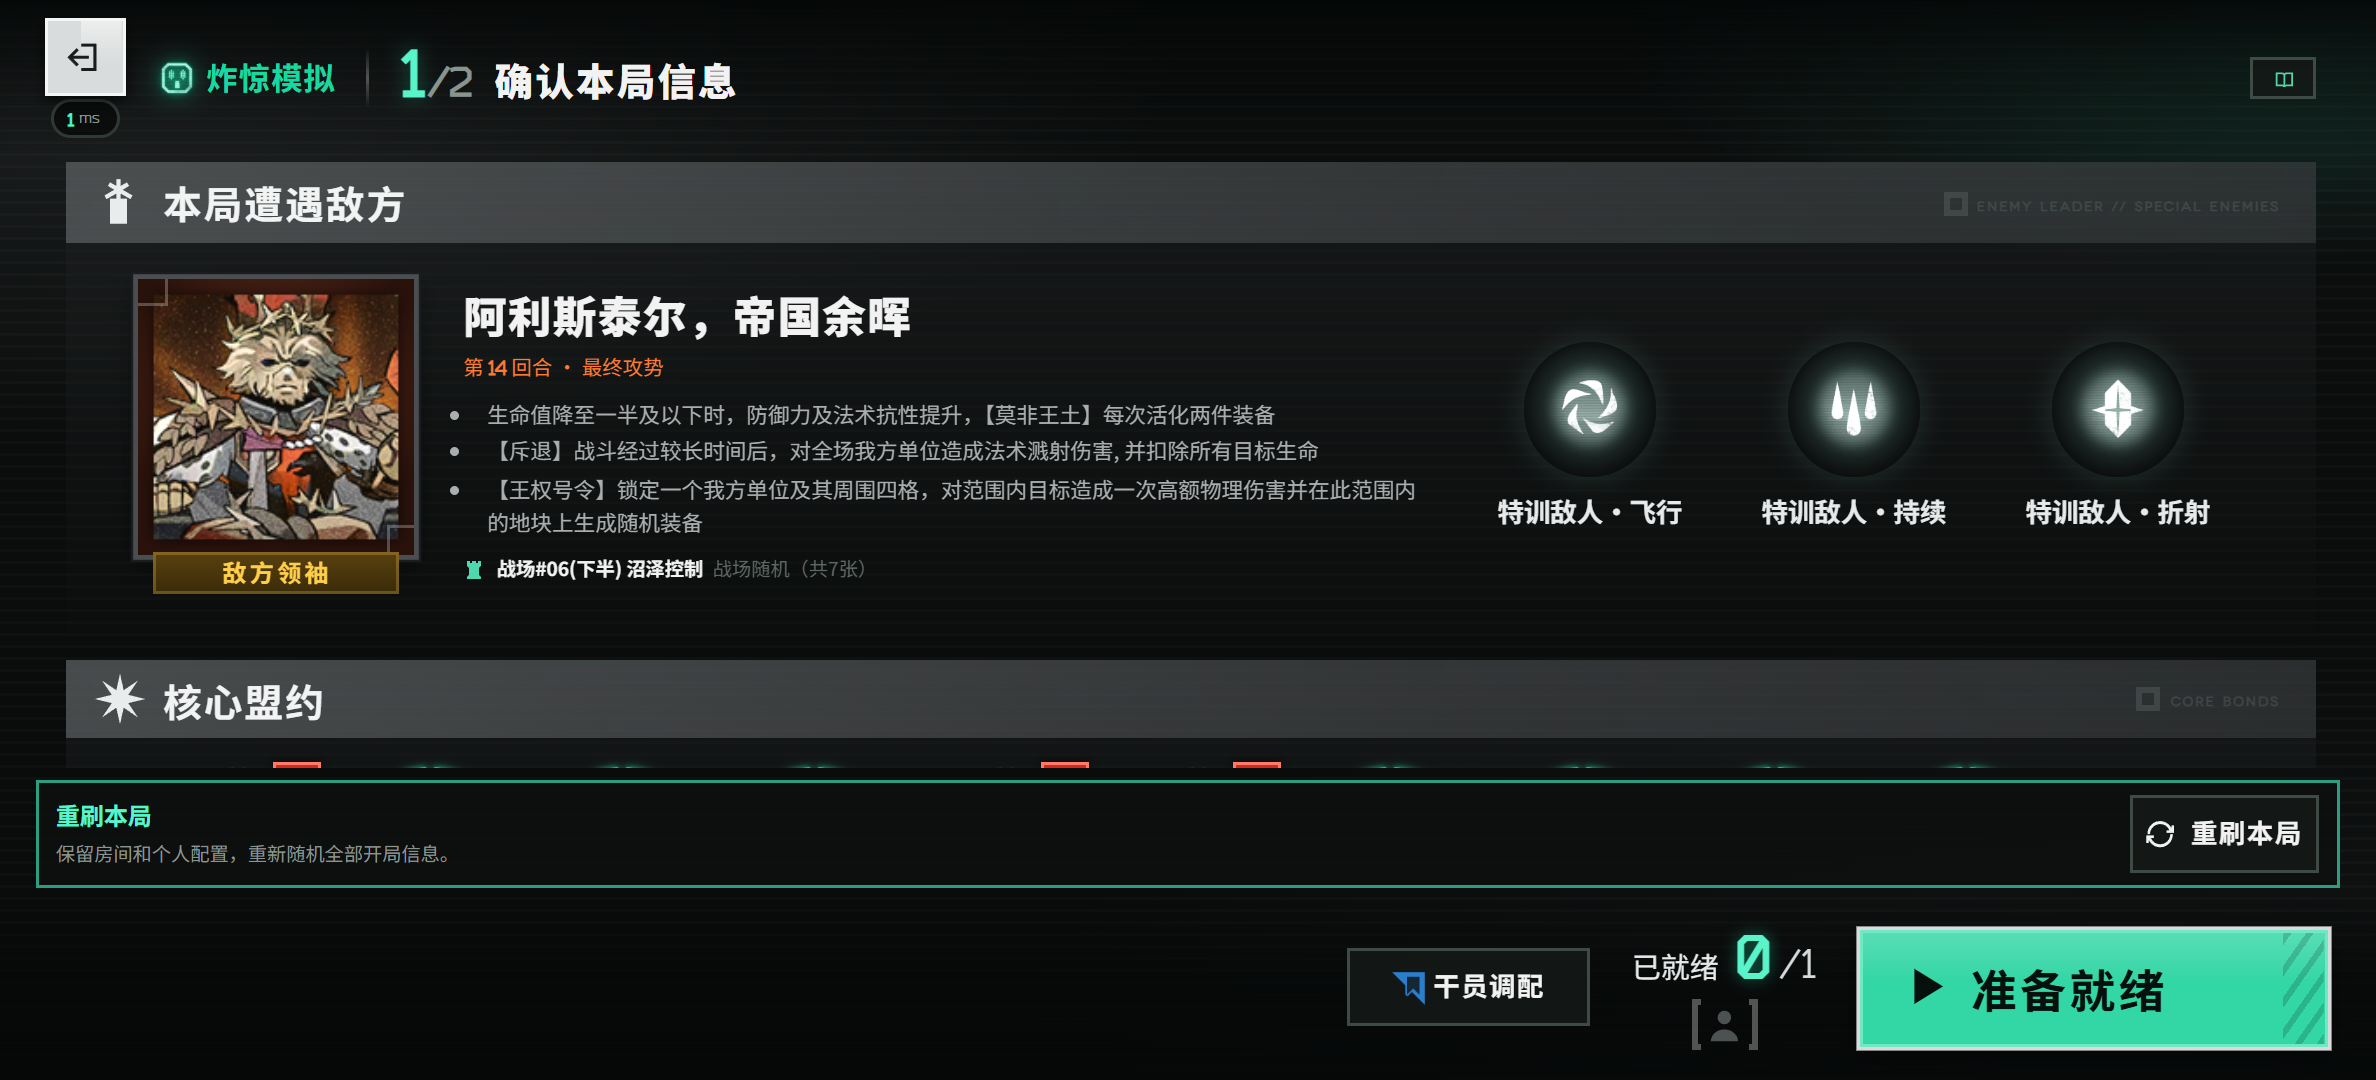 炸惊模拟
1/2 确认本局信息
1 ms
本局遭遇敌方
ENEMY LEADER // SPECIAL ENEMIES
阿利斯泰尔，帝国余晖
第14回合 · 最终攻势
生命值降至一半及以下时，防御力及法术抗性提升，【莫非王土】每次活化两件装备
【斥退】战斗经过较长时间后，对全场我方单位造成法术溅射伤害，并扣除所有目标生命
【王权号令】锁定一个我方单位及其周围四格，对范围内目标造成一次高额物理伤害并在此范围内
的地块上生成随机装备
战场#06(下半) 沼泽控制 战场随机（共7张）
敌方领袖
特训敌人·飞行
特训敌人·持续
特训敌人·折射
核心盟约
CORE BONDS
重刷本局
保留房间和个人配置，重新随机全部开局信息。
重刷本局
干员调配
已就绪 0/1
准备就绪